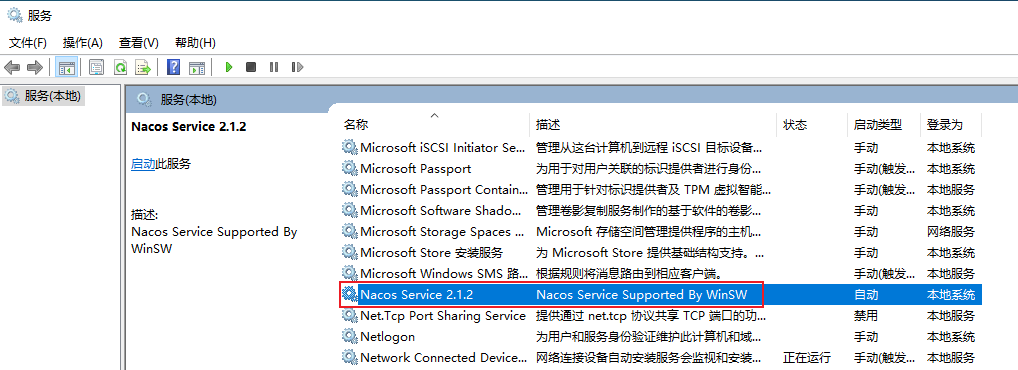 服务
文件(F) 操作(A) 查看(V) 帮助(H)
服务(本地)
服务(本地)
Nacos Service 2.1.2
启动此服务
描述:
Nacos Service Supported By
WinSW
名称 描述 状态 启动类型 登录为
Microsoft iSCSI Initiator Se... 管理从这台计算机到远程 iSCSI 目标设备... 手动 本地系统
Microsoft Passport 为用于对用户关联的标识提供者进行身份... 手动(触发... 本地系统
Microsoft Passport Contain... 管理用于针对标识提供者及 TPM 虚拟智能... 手动(触发... 本地服务
Microsoft Software Shado... 管理卷影复制服务制作的基于软件的卷影... 手动 本地系统
Microsoft Storage Spaces ... Microsoft 存储空间管理提供程序的主机... 手动 网络服务
Microsoft Store 安装服务 为 Microsoft Store 提供基础结构支持。... 手动 本地系统
Microsoft Windows SMS 路... 根据规则将消息路由到相应客户端。 手动(触发... 本地服务
Nacos Service 2.1.2 Nacos Service Supported By WinSW 自动 本地系统
Net.Tcp Port Sharing Service 提供通过 net.tcp 协议共享 TCP 端口的功... 禁用 本地服务
Netlogon 为用户和服务身份验证维护此计算机和域... 手动 本地系统
Network Connected Device... 网络连接设备自动安装服务会监视和安装... 正在运行 手动(触发... 本地服务